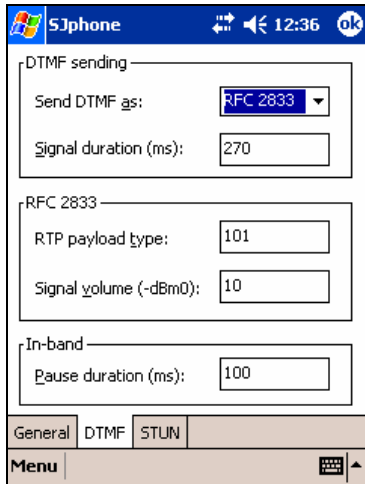 SJphone 12:36 ok
DTMF sending
Send DTMF as: RFC 2833
Signal duration (ms): 270
RFC 2833
RTP payload type: 101
Signal volume (-dBm0): 10
In-band
Pause duration (ms): 100
General DTMF STUN
Menu